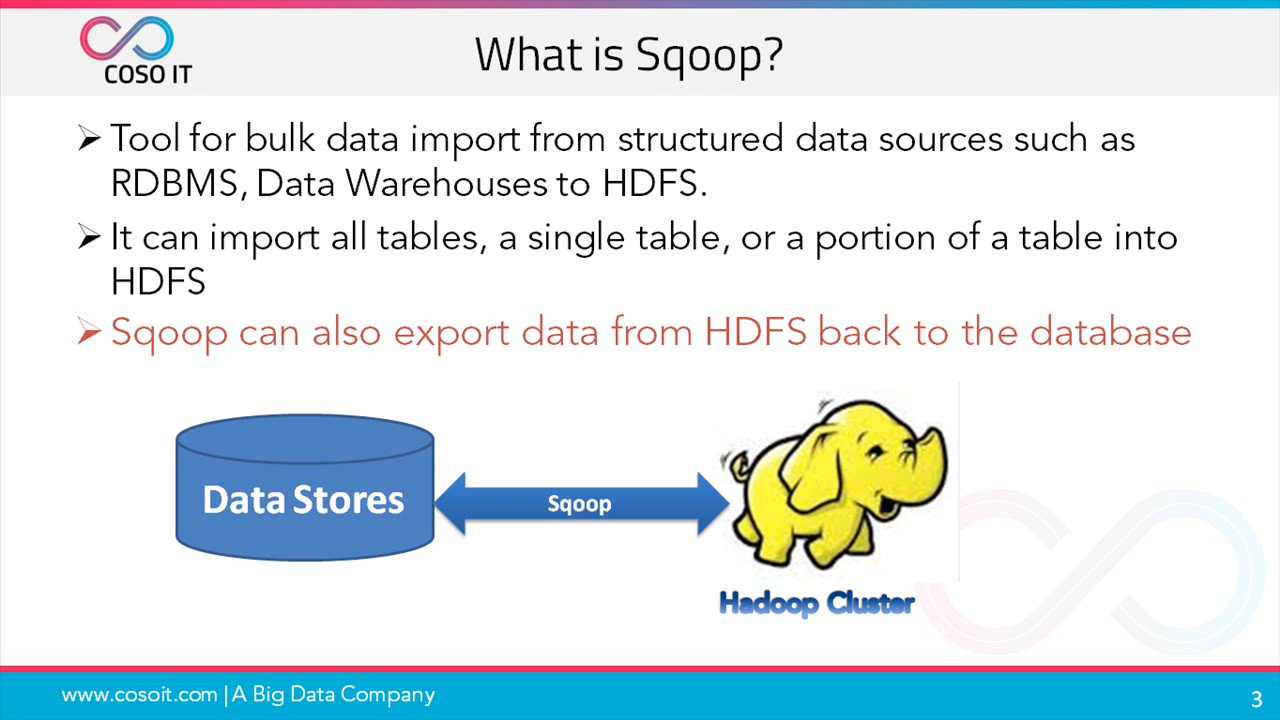 COSO IT
What is Sqoop?
Tool for bulk data import from structured data sources such as
RDBMS, Data Warehouses to HDFS.
It can import all tables, a single table, or a portion of a table into
HDFS
Sqoop can also export data from HDFS back to the database
Data Stores
Sqoop
Hadoop Cluster
www.cosoit.com | A Big Data Company
3